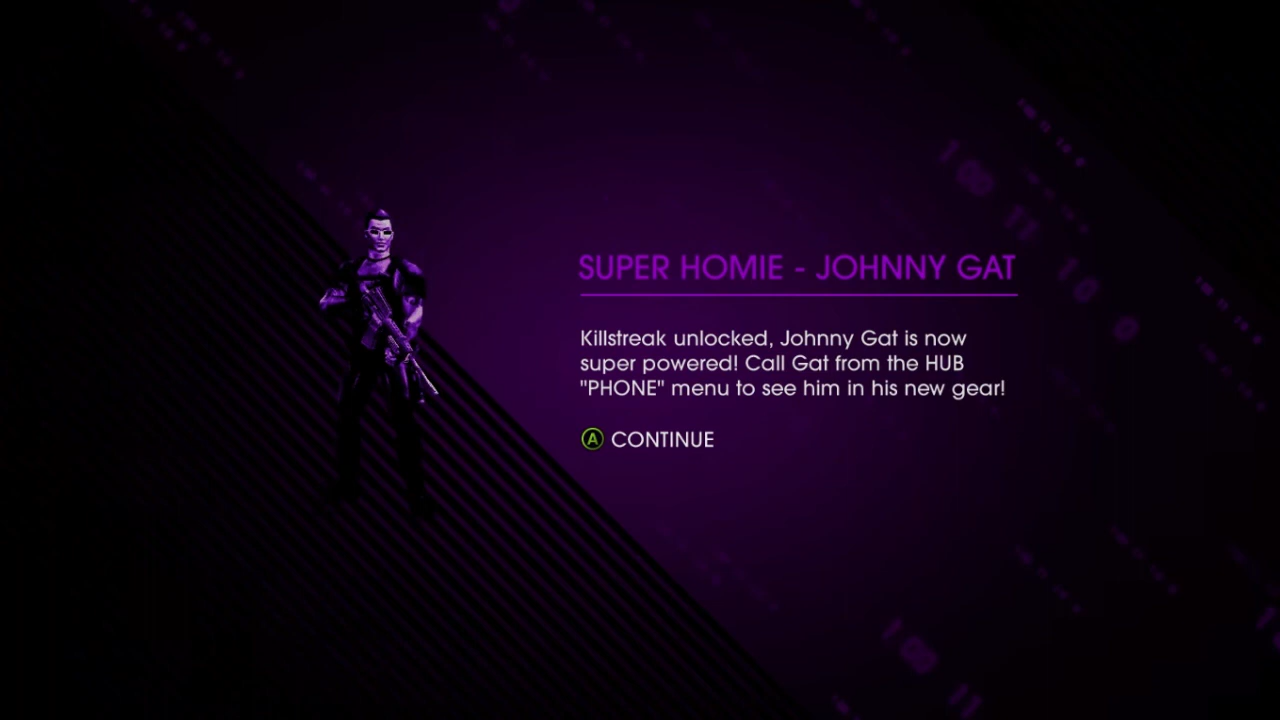 SUPER HOMIE - JOHNNY GAT
Killstreak unlocked, Johnny Gat is now
super powered! Call Gat from the HUB
"PHONE" menu to see him in his new gear!
A CONTINUE